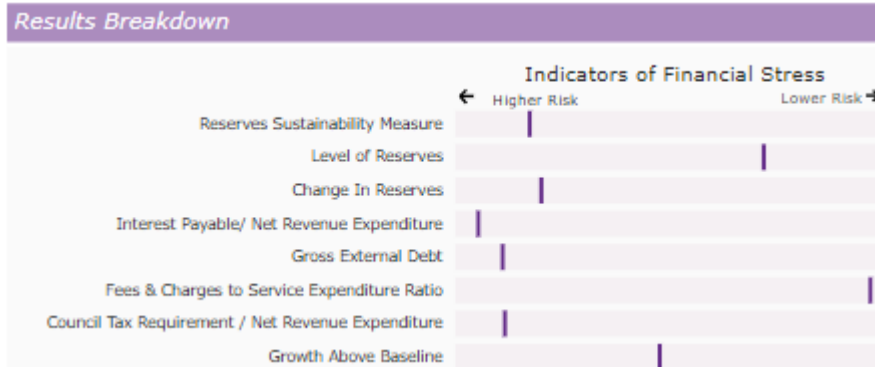 Results Breakdown
Indicators of Financial Stress
← Higher Risk Lower Risk →
Reserves Sustainability Measure
Level of Reserves
Change In Reserves
Interest Payable/ Net Revenue Expenditure
Gross External Debt
Fees & Charges to Service Expenditure Ratio
Council Tax Requirement / Net Revenue Expenditure
Growth Above Baseline